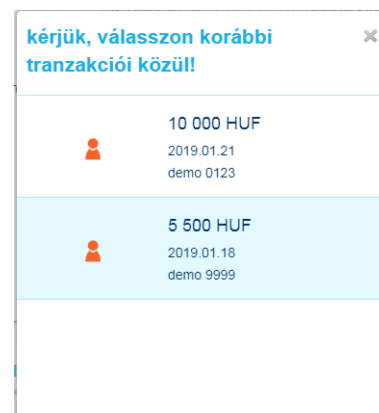 kérjük, válasszon korábbi
tranzakciói közül!
10 000 HUF
2019.01.21
demo 0123
5 500 HUF
2019.01.18
demo 9999